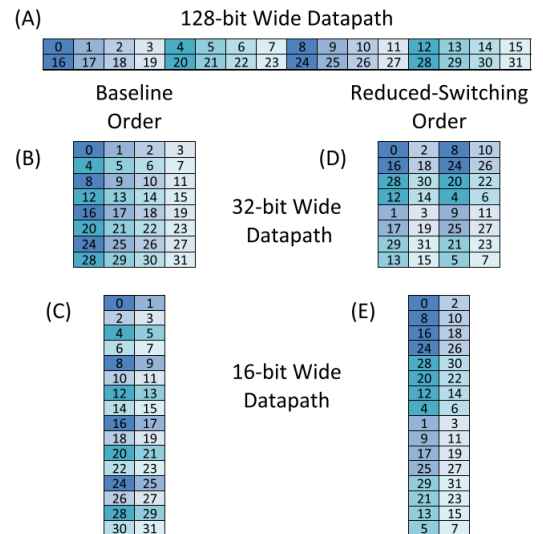 (A) 128-bit Wide Datapath
0 1 2 3 4 5 6 7 8 9 10 11 12 13 14 15
16 17 18 19 20 21 22 23 24 25 26 27 28 29 30 31
Baseline Order
Reduced-Switching Order
(B)
0 1 2 3
4 5 6 7
8 9 10 11
12 13 14 15
16 17 18 19
20 21 22 23
24 25 26 27
28 29 30 31
32-bit Wide
Datapath
(D)
0 2 8 10
16 18 24 26
28 30 20 22
12 14 4 6
1 3 9 11
17 19 25 27
29 31 21 23
13 15 5 7
(C)
0 1
2 3
4 5
6 7
8 9
10 11
12 13
14 15
16 17
18 19
20 21
22 23
24 25
26 27
28 29
30 31
16-bit Wide
Datapath
(E)
0 2
8 10
16 18
24 26
28 30
20 22
12 14
4 6
1 3
9 11
17 19
25 27
29 31
21 23
13 15
5 7